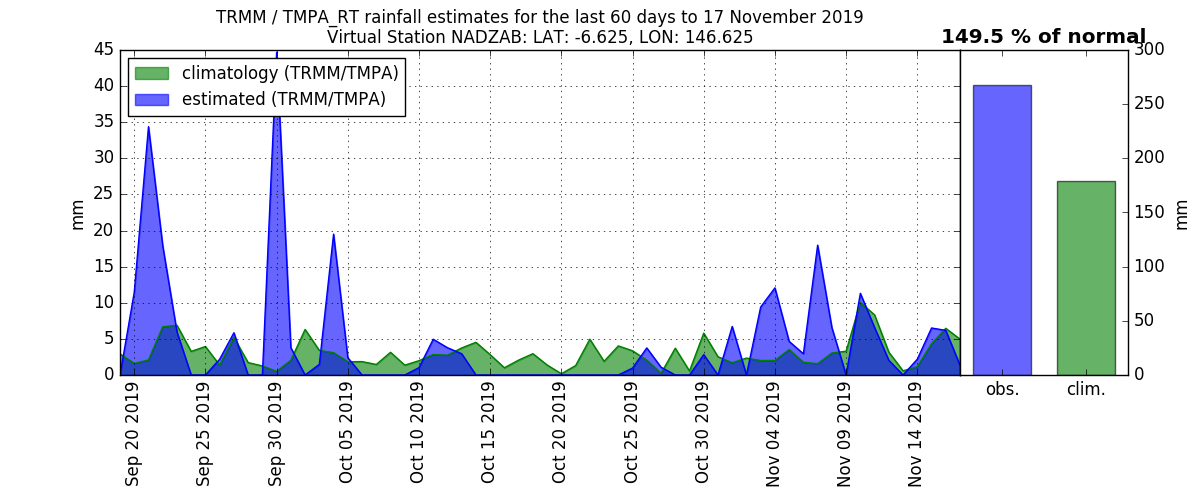 TRMM / TMPA_RT rainfall estimates for the last 60 days to 17 November 2019
Virtual Station NADZAB: LAT: -6.625, LON: 146.625
149.5 % of normal
climatology (TRMM/TMPA)
estimated (TRMM/TMPA)
mm
45
40
35
30
25
20
15
10
5
0
Sep 20 2019
Sep 25 2019
Sep 30 2019
Oct 05 2019
Oct 10 2019
Oct 15 2019
Oct 20 2019
Oct 25 2019
Oct 30 2019
Nov 04 2019
Nov 09 2019
Nov 14 2019
obs.
clim.
300
250
200
150
100
50
0
mm